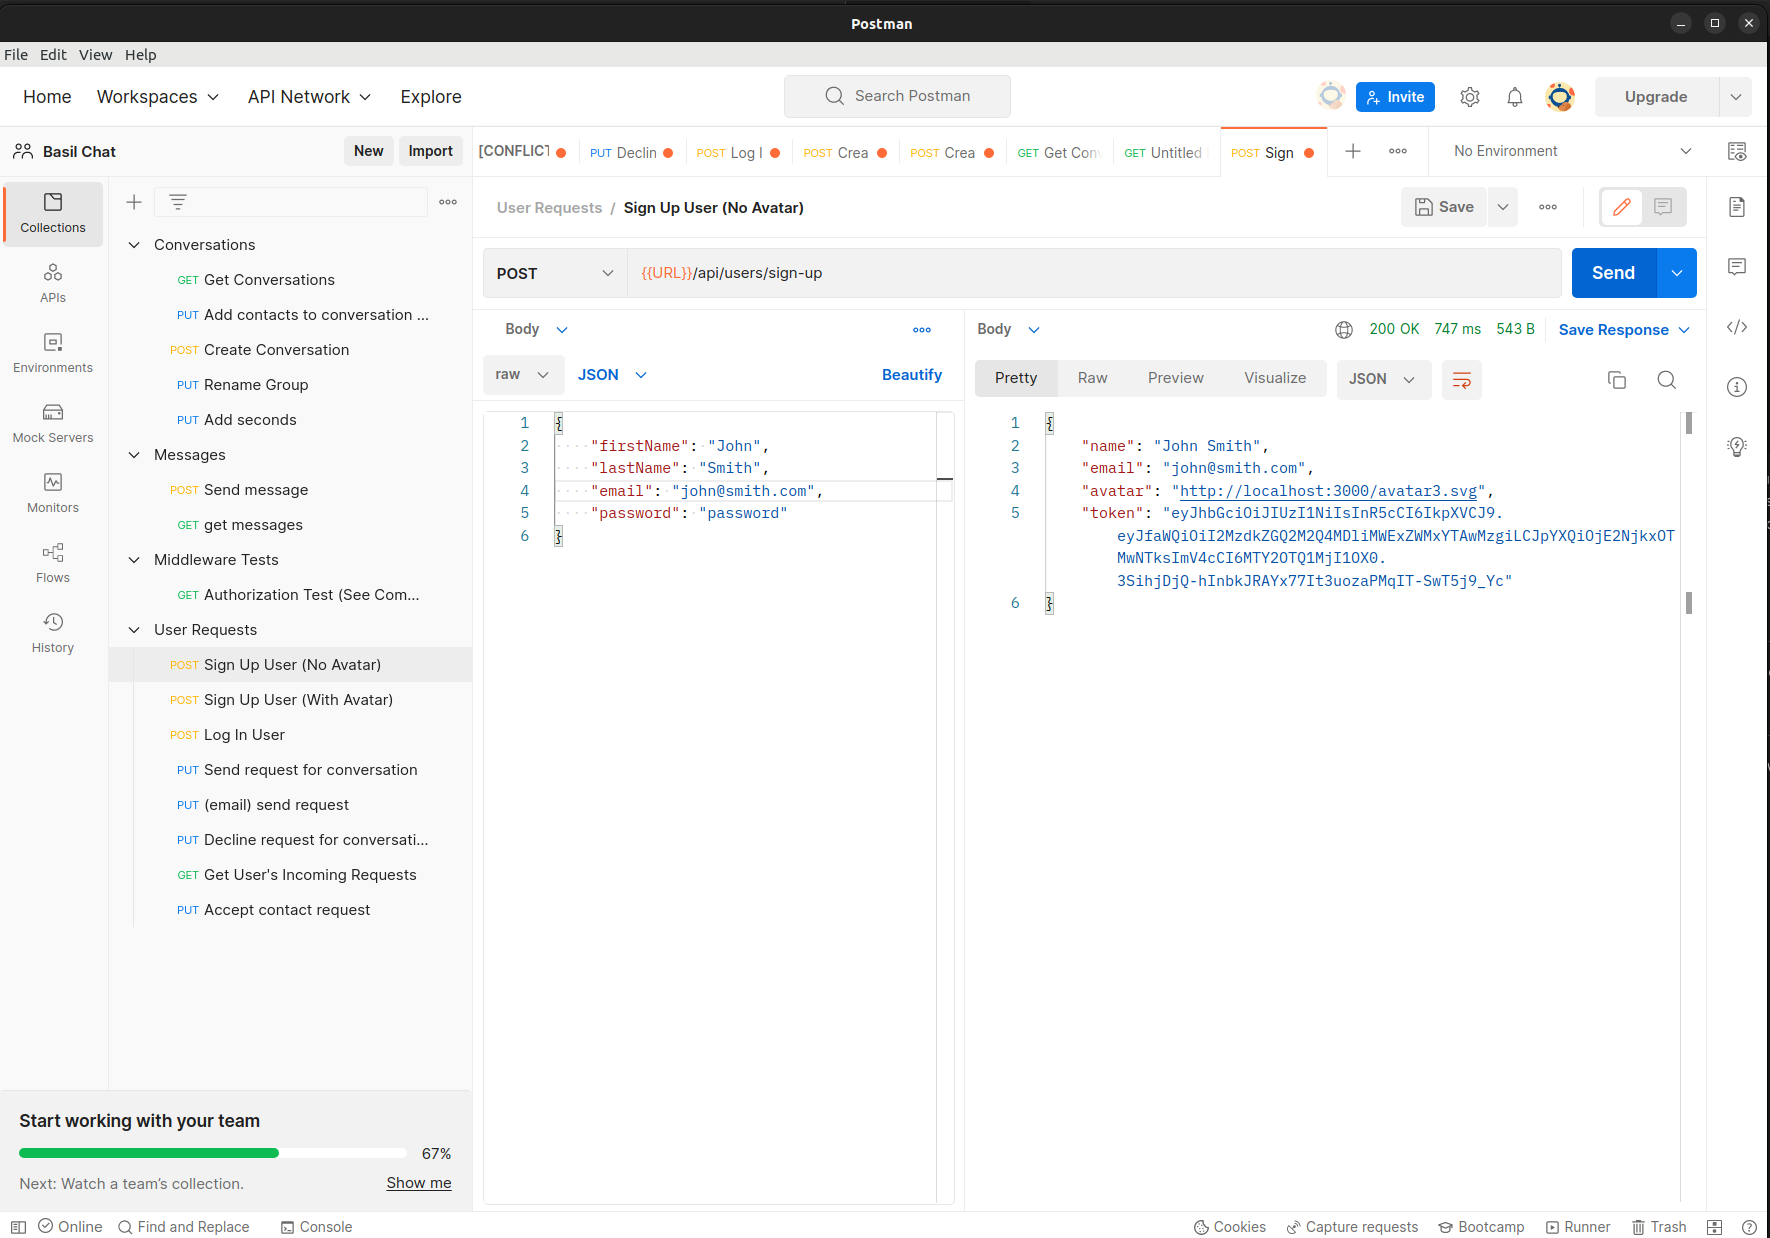 Postman
File Edit View Help
Home Workspaces API Network Explore
Search Postman
Invite
Upgrade
Basil Chat
New Import
[CONFLICT
PUT Declin
POST Log I
POST Crea
POST Crea
GET Get Con
GET Untitled
POST Sign
No Environment
Collections
APIs
Environments
Mock Servers
Monitors
Flows
History
Conversations
GET Get Conversations
PUT Add contacts to conversation ...
POST Create Conversation
PUT Rename Group
PUT Add seconds
Messages
POST Send message
GET get messages
Middleware Tests
GET Authorization Test (See Com...
User Requests
POST Sign Up User (No Avatar)
POST Sign Up User (With Avatar)
POST Log In User
PUT Send request for conversation
PUT (email) send request
PUT Decline request for conversati...
GET Get User's Incoming Requests
PUT Accept contact request
Start working with your team
67%
Next: Watch a team's collection.
Show me
User Requests / Sign Up User (No Avatar)
Save
POST {{URL}}/api/users/sign-up
Send
Body
raw JSON Beautify
1 {
2 "firstName": "John",
3 "lastName": "Smith",
4 "email": "john@smith.com",
5 "password": "password"
6 }
Body 200 OK 747 ms 543 B Save Response
Pretty Raw Preview Visualize JSON
1 {
2 "name": "John Smith",
3 "email": "john@smith.com",
4 "avatar": "http://localhost:3000/avatar3.svg",
5 "token": "eyJhbGciOiJIUzI1NiIsInR5cCI6IkpXVCJ9.
eyJfaWQiOiI2MzdkZGQ2M2Q4MDliMWExZWMxYTAwMzgiLCJpYXQiOjE2NjkxOT
MwNTksImV4cCI6MTY2OTQ1MjI1OX0.
3SihjDjQ-hInbkJRAYx77It3uozaPMqIT-SwT5j9_Yc"
6 }
Online Find and Replace Console
Cookies Capture requests Bootcamp Runner Trash